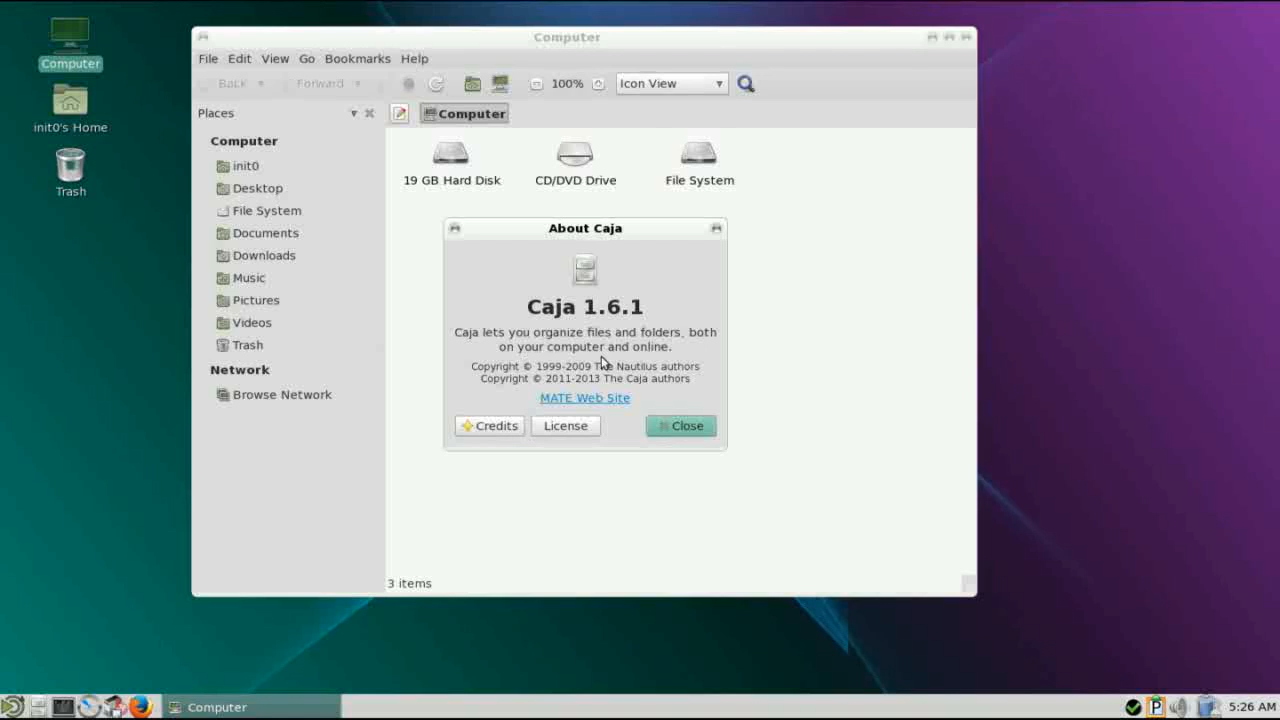 Computer
init0's Home
Trash
Computer
File Edit View Go Bookmarks Help
Back Forward 100% Icon View
Places
Computer
Computer
init0
Desktop
File System
Documents
Downloads
Music
Pictures
Videos
Trash
Network
Browse Network
19 GB Hard Disk CD/DVD Drive File System
About Caja
Caja 1.6.1
Caja lets you organize files and folders, both
on your computer and online.
Copyright © 1999-2009 The Nautilus authors
Copyright © 2011-2013 The Caja authors
MATE Web Site
Credits License Close
3 items
Computer P 5:26 AM